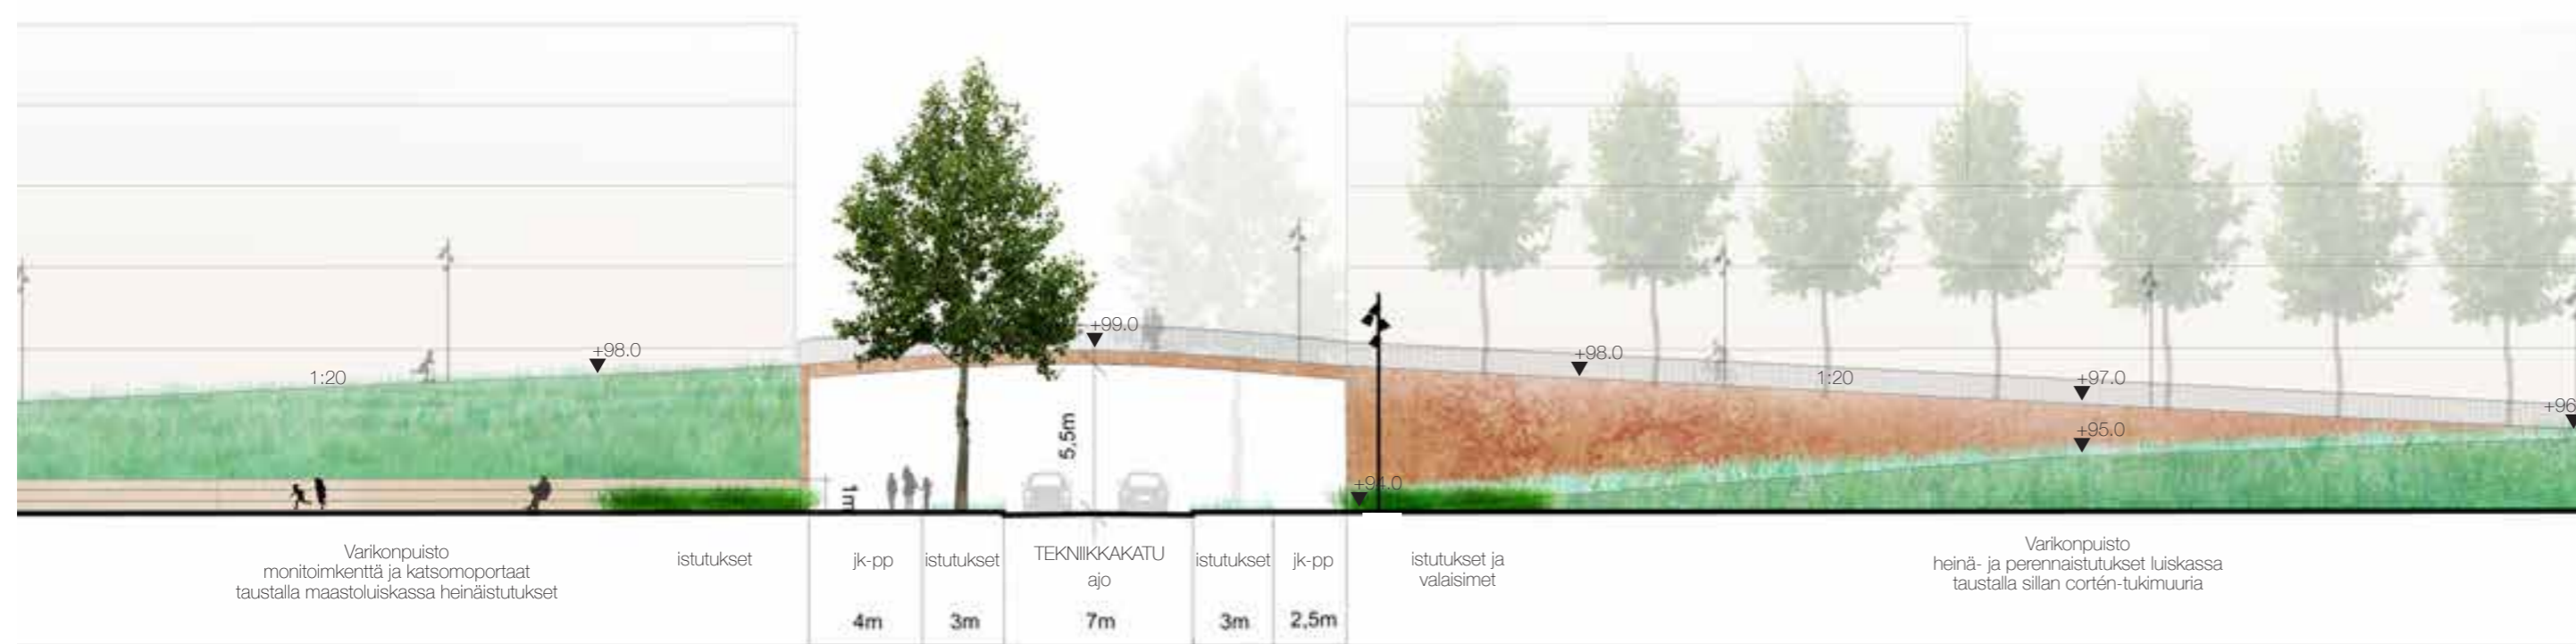 +99.0
+98.0
+98.0
1:20
1:20
+97.0
+96
+95.0
5,5m
1m
+94.0
Varikonpuisto
monitoimkenttä ja katsomoportaat
taustalla maastoluiskassa heinäistutukset
istutukset
jk-pp
4m
istutukset
3m
TEKNIIKKAKATU
ajo
7m
istutukset
3m
jk-pp
2,5m
istutukset ja
valaisimet
Varikonpuisto
heinä- ja perennaistutukset luiskassa
taustalla sillan cortén-tukimuuria